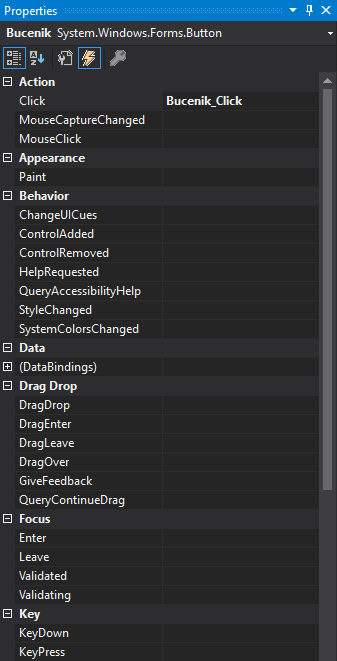 Properties
Bucenik System.Windows.Forms.Button
Action
Click Bucenik_Click
MouseCaptureChanged
MouseClick
Appearance
Paint
Behavior
ChangeUICues
ControlAdded
ControlRemoved
HelpRequested
QueryAccessibilityHelp
StyleChanged
SystemColorsChanged
Data
(DataBindings)
Drag Drop
DragDrop
DragEnter
DragLeave
DragOver
GiveFeedback
QueryContinueDrag
Focus
Enter
Leave
Validated
Validating
Key
KeyDown
KeyPress